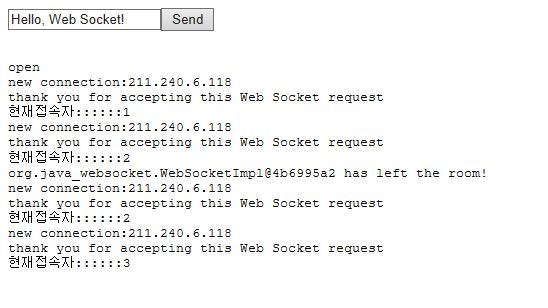 Hello, Web Socket! Send
open
new connection:211.240.6.118
thank you for accepting this Web Socket request
현재접속자::::::1
new connection:211.240.6.118
thank you for accepting this Web Socket request
현재접속자::::::2
org.java_websocket.WebSocketImpl@4b6995a2 has left the room!
new connection:211.240.6.118
thank you for accepting this Web Socket request
현재접속자::::::2
new connection:211.240.6.118
thank you for accepting this Web Socket request
현재접속자::::::3